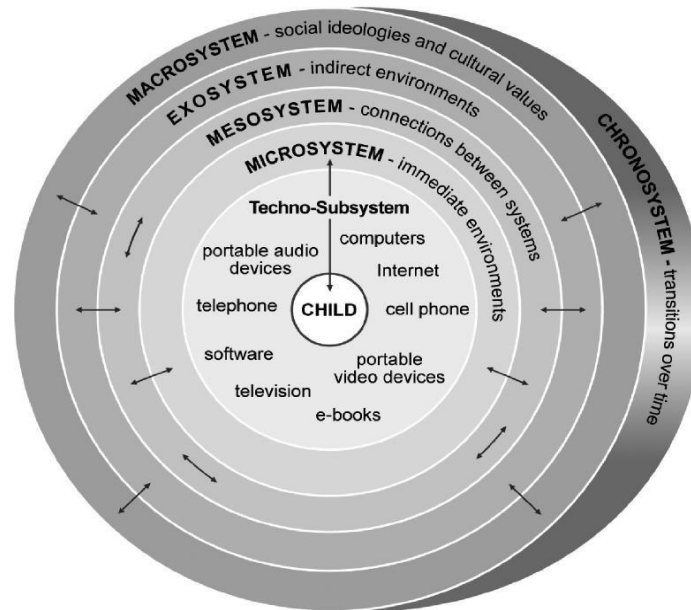 MACROSYSTEM - social ideologies and cultural values
EXOSYSTEM - indirect environments
MESOSYSTEM - connections between systems
MICROSYSTEM - immediate environments
CHRONOSYSTEM - transitions over time
Techno-Subsystem
computers
portable audio
devices
Internet
telephone
CHILD
cell phone
software
portable
video devices
television
e-books